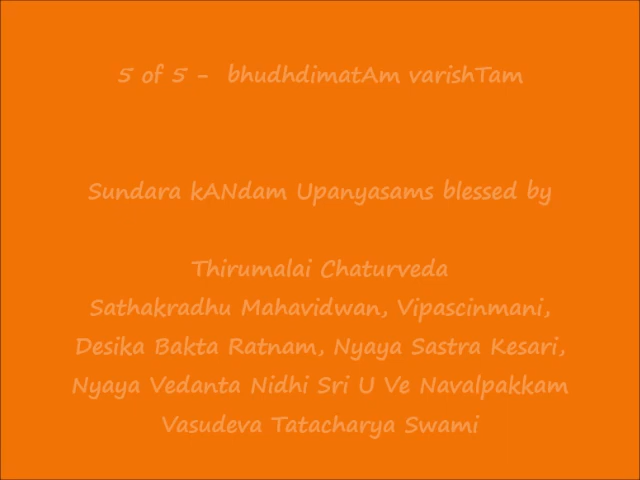 5 of 5 - bhudhdimatAm varishTam
Sundara kANdam Upanyasams blessed by
Thirumalai Chaturveda
Sathakradhu Mahavidwan, Vipascinmani,
Desika Bakta Ratnam, Nyaya Sastra Kesari,
Nyaya Vedanta Nidhi Sri U Ve Navalpakkam
Vasudeva Tatacharya Swami